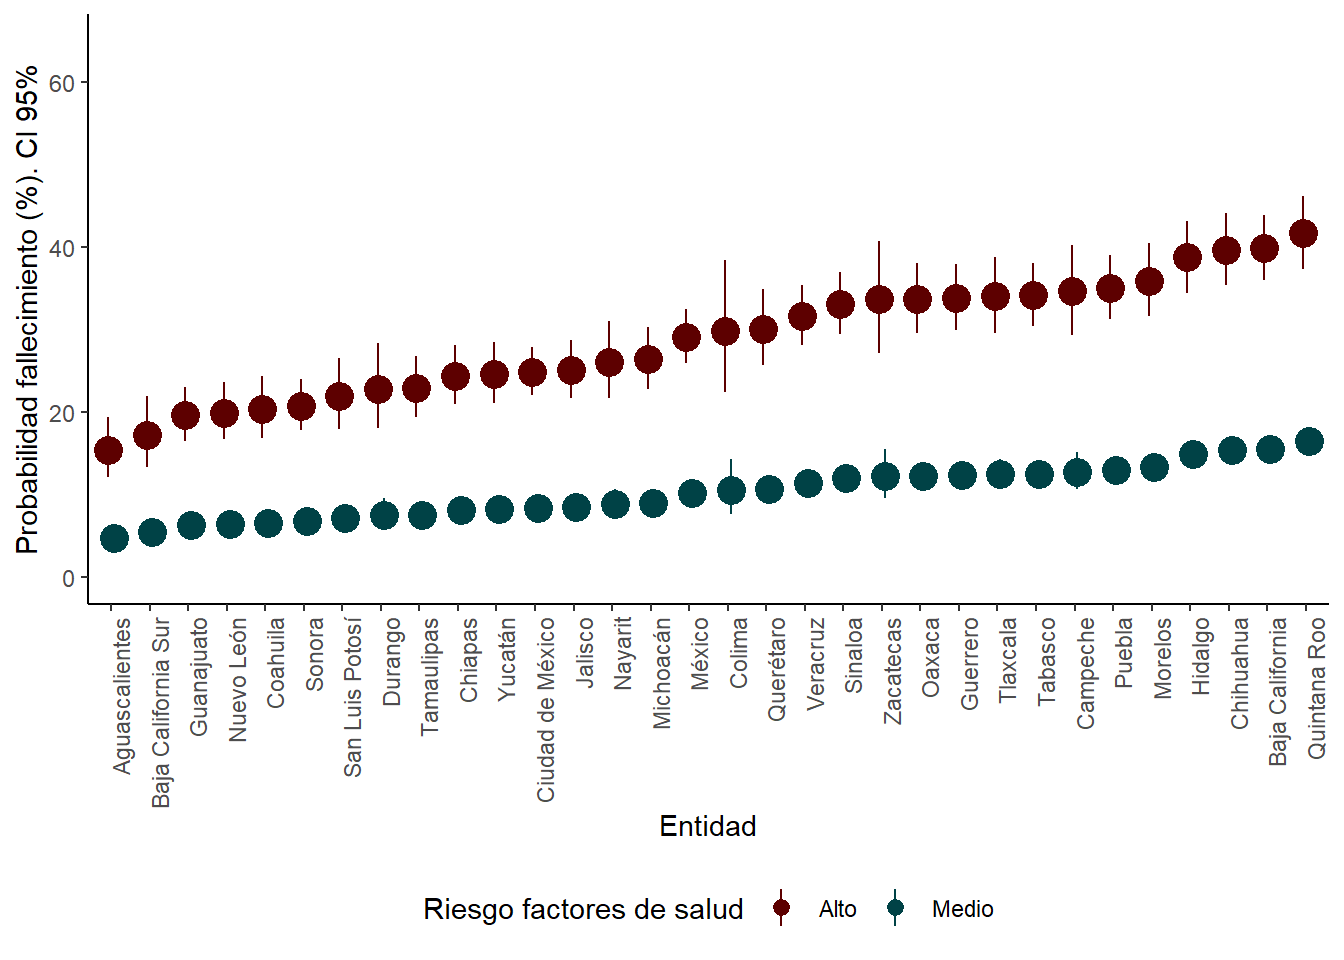 Probabilidad fallecimiento (%). CI 95%
60
40
20
0
Aguascalientes
Baja California Sur
Guanajuato
Nuevo León
Coahuila
Sonora
San Luis Potosí
Durango
Tamaulipas
Chiapas
Yucatán
Ciudad de México
Jalisco
Nayarit
Michoacán
México
Colima
Querétaro
Veracruz
Sinaloa
Zacatecas
Oaxaca
Guerrero
Tlaxcala
Tabasco
Campeche
Puebla
Morelos
Hidalgo
Chihuahua
Baja California
Quintana Roo
Entidad
Riesgo factores de salud Alto Medio